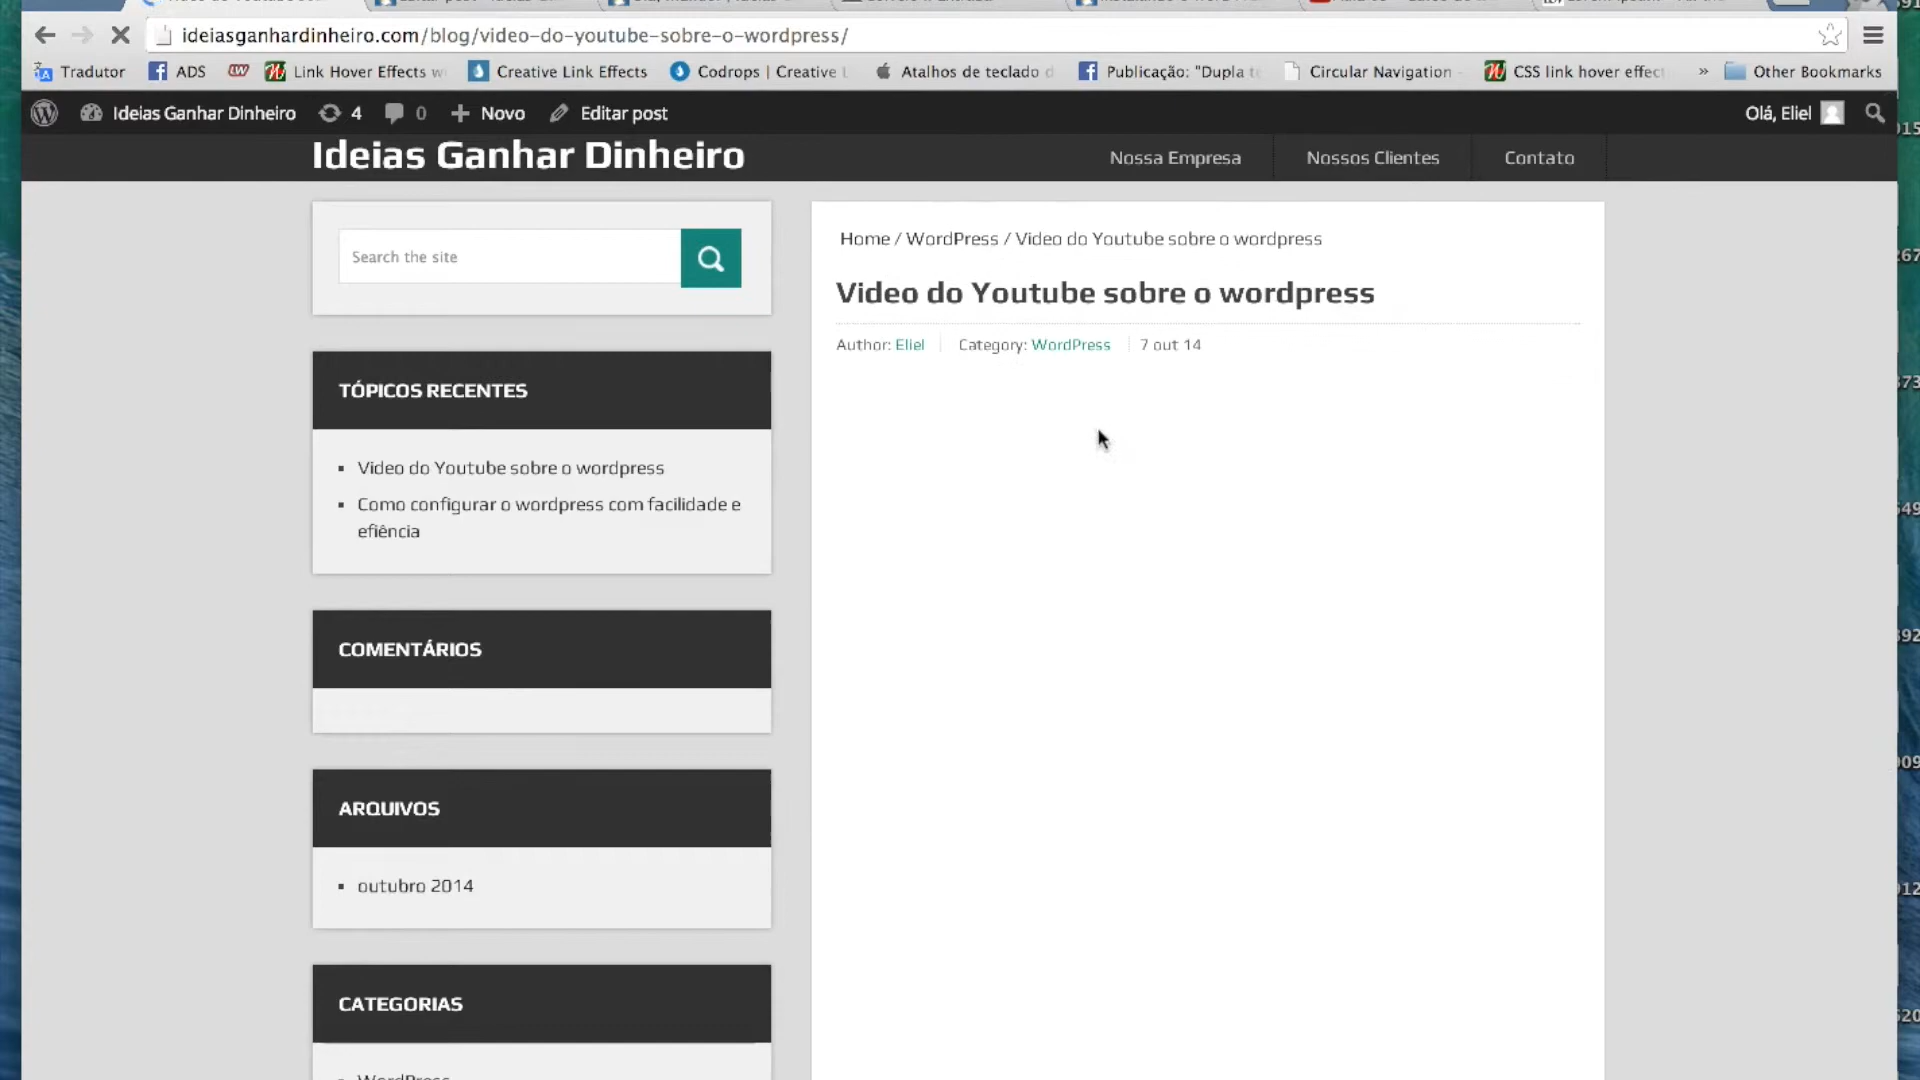 ideiasganhardinheiro.com/blog/video-do-youtube-sobre-o-wordpress/
Tradutor ADS Link Hover Effects w Creative Link Effects Codrops | Creative L Atalhos de teclado d Publicação: "Dupla t Circular Navigation - CSS link hover effect » Other Bookmarks
Ideias Ganhar Dinheiro 4 0 Novo Editar post Olá, Eliel
Ideias Ganhar Dinheiro Nossa Empresa Nossos Clientes Contato
Search the site
Home / WordPress / Video do Youtube sobre o wordpress
Video do Youtube sobre o wordpress
Author: Eliel Category: WordPress 7 out 14
TÓPICOS RECENTES
Video do Youtube sobre o wordpress
Como configurar o wordpress com facilidade e
efiência
COMENTÁRIOS
ARQUIVOS
outubro 2014
CATEGORIAS
WordPress